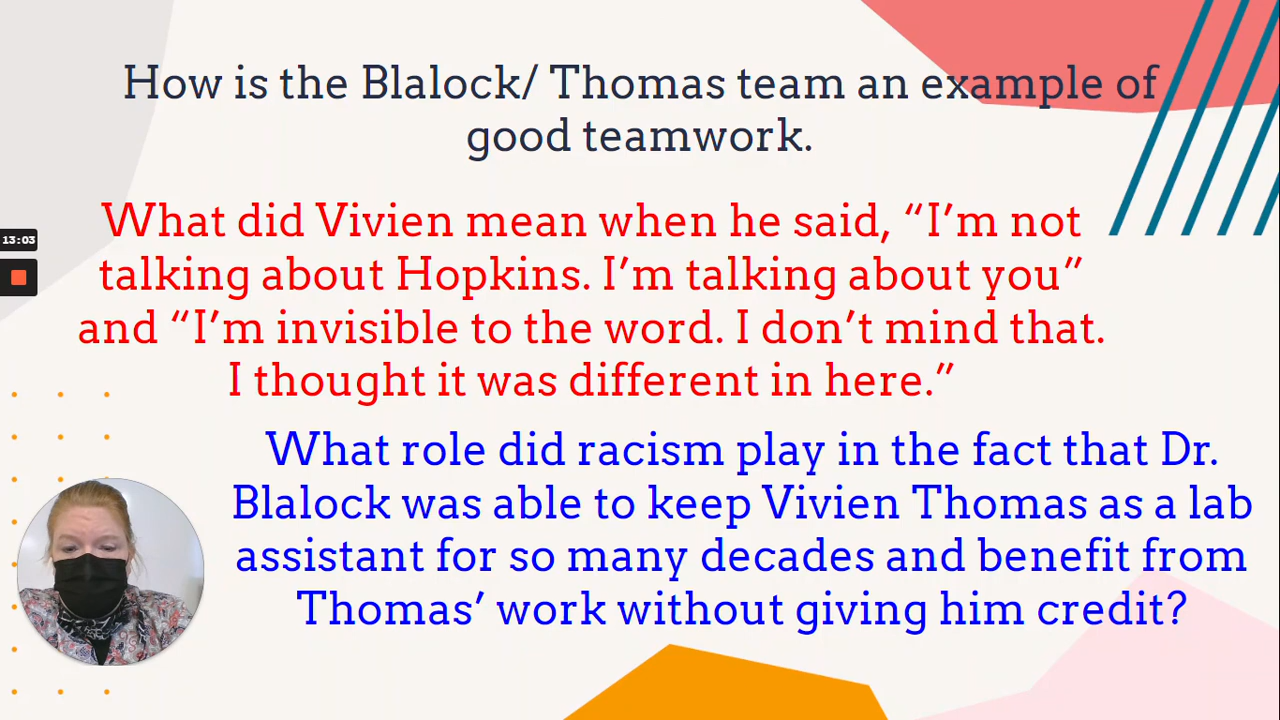 How is the Blalock/ Thomas team an example of
good teamwork.
What did Vivien mean when he said, “I’m not
talking about Hopkins. I’m talking about you”
and “I’m invisible to the word. I don’t mind that.
I thought it was different in here.”
13:03
What role did racism play in the fact that Dr.
Blalock was able to keep Vivien Thomas as a lab
assistant for so many decades and benefit from
Thomas’ work without giving him credit?